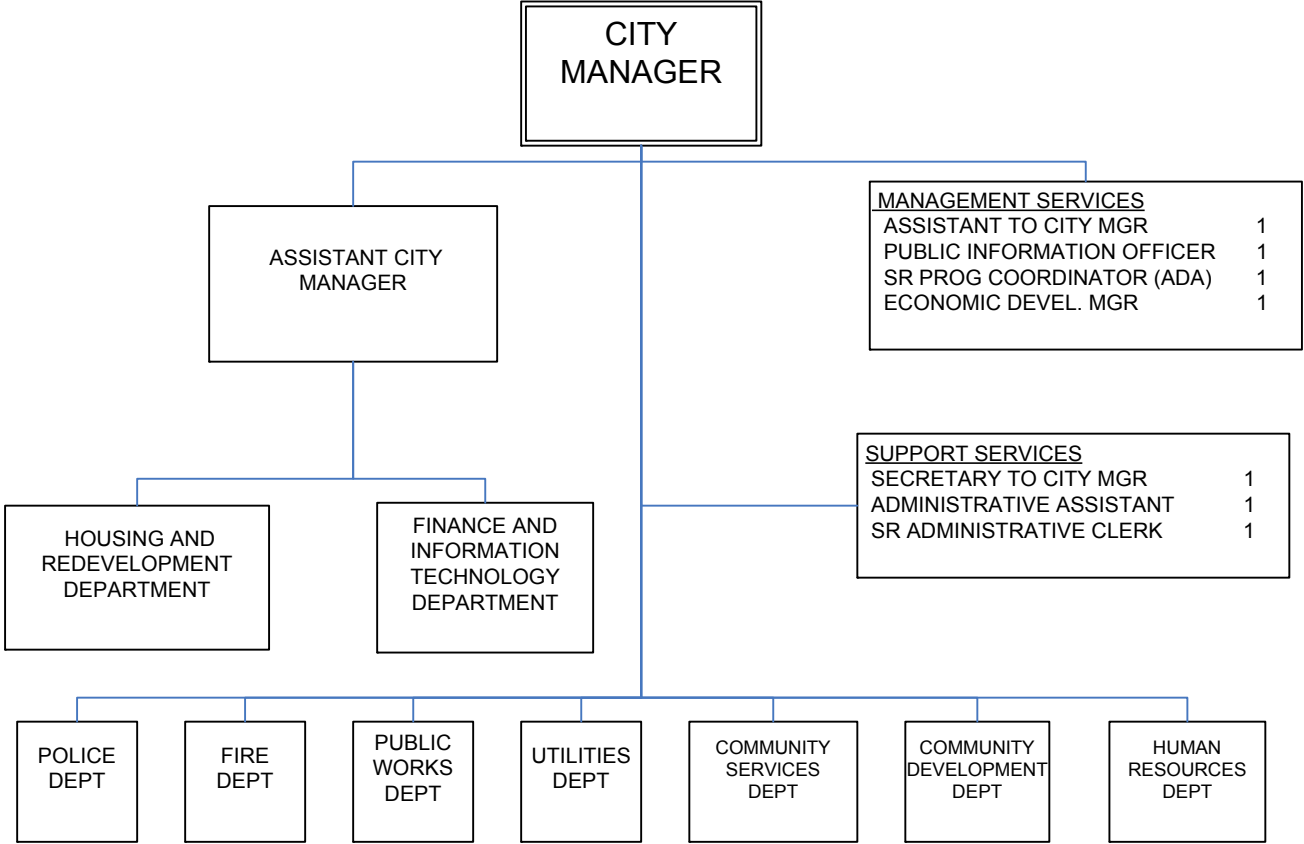 CITY
MANAGER
ASSISTANT CITY
MANAGER
MANAGEMENT SERVICES
ASSISTANT TO CITY MGR 1
PUBLIC INFORMATION OFFICER 1
SR PROG COORDINATOR (ADA) 1
ECONOMIC DEVEL. MGR 1
SUPPORT SERVICES
SECRETARY TO CITY MGR 1
ADMINISTRATIVE ASSISTANT 1
SR ADMINISTRATIVE CLERK 1
HOUSING AND
REDEVELOPMENT
DEPARTMENT
FINANCE AND
INFORMATION
TECHNOLOGY
DEPARTMENT
POLICE
DEPT
FIRE
DEPT
PUBLIC
WORKS
DEPT
UTILITIES
DEPT
COMMUNITY
SERVICES
DEPT
COMMUNITY
DEVELOPMENT
DEPT
HUMAN
RESOURCES
DEPT